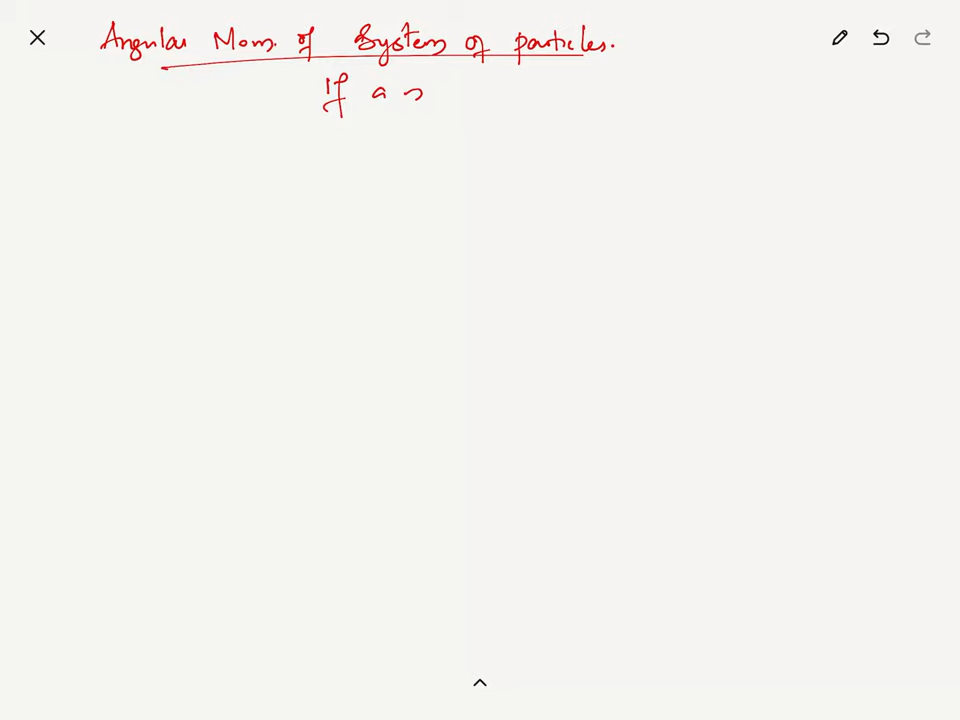 Angular Mom. of System of particles.
If a